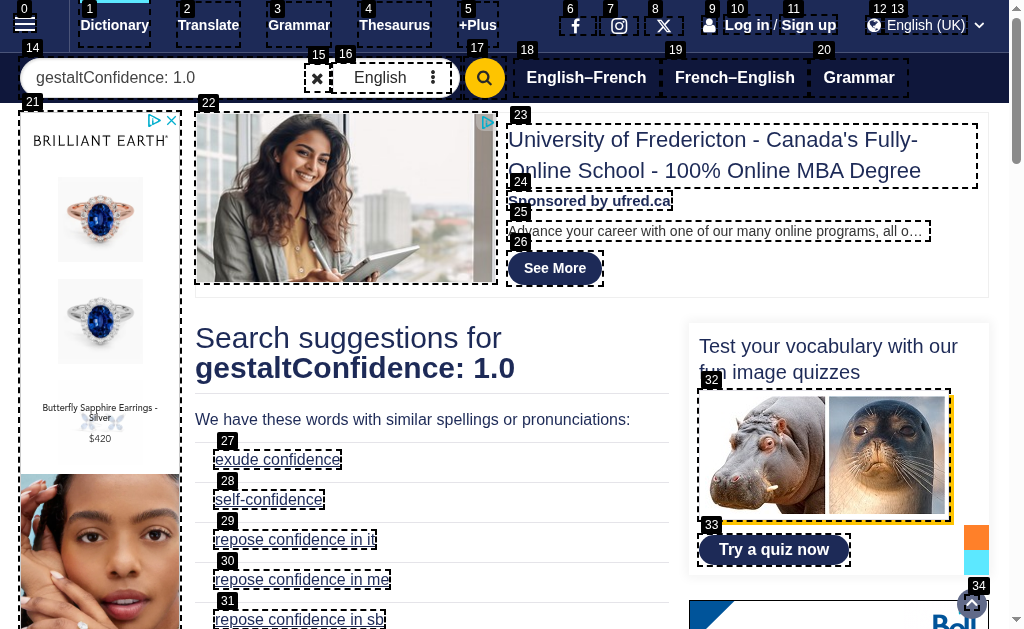 0
1
2
3
4
5
6
7
8
9
10
11
12
13
Dictionary
Translate
Grammar
Thesaurus
+Plus
Log in / Sign up
English (UK)
14
15
16
17
18
19
20
gestaltConfidence: 1.0
English
English–French
French–English
Grammar
21
22
23
BRILLIANT EARTH
University of Fredericton - Canada's Fully-
Online School - 100% Online MBA Degree
24
Sponsored by ufred.ca
25
Advance your career with one of our many online programs, all o…
26
See More
Search suggestions for
gestaltConfidence: 1.0
We have these words with similar spellings or pronunciations:
27
exude confidence
28
self-confidence
29
repose confidence in it
30
repose confidence in me
31
repose confidence in sb
Butterfly Sapphire Earrings -
Silver
$420
Test your vocabulary with our
fun image quizzes
32
33
Try a quiz now
34
Bell